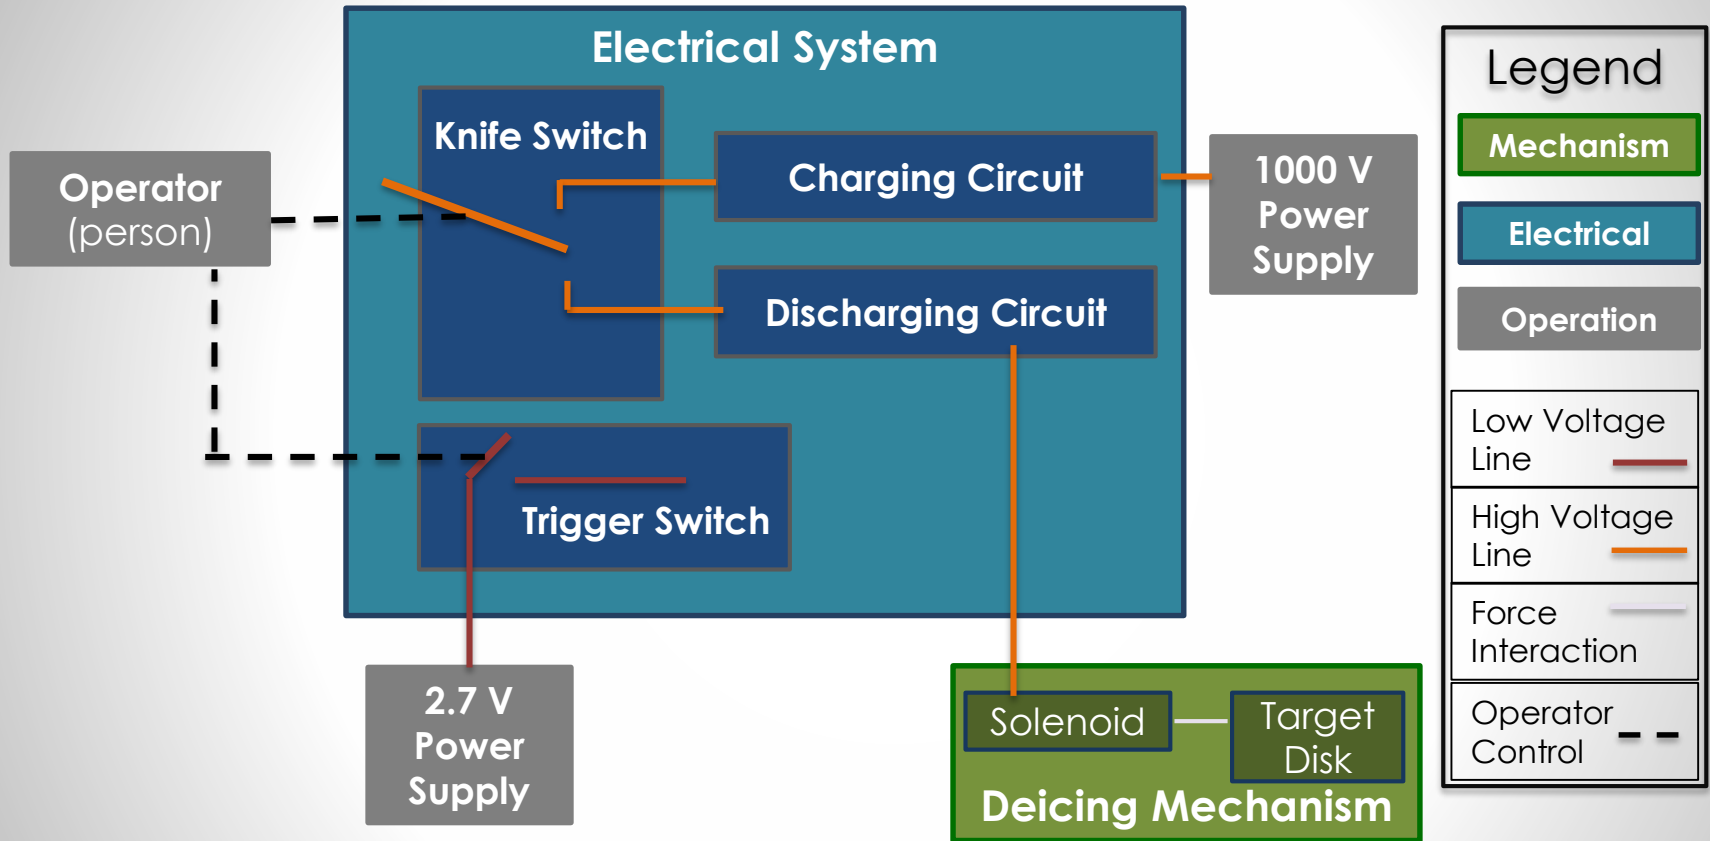 Electrical System
Knife Switch
Operator
(person)
Charging Circuit
1000 V
Power
Supply
Discharging Circuit
Trigger Switch
2.7 V
Power
Supply
Solenoid
Target
Disk
Deicing Mechanism
Legend
Mechanism
Electrical
Operation
Low Voltage
Line
High Voltage
Line
Force
Interaction
Operator
Control